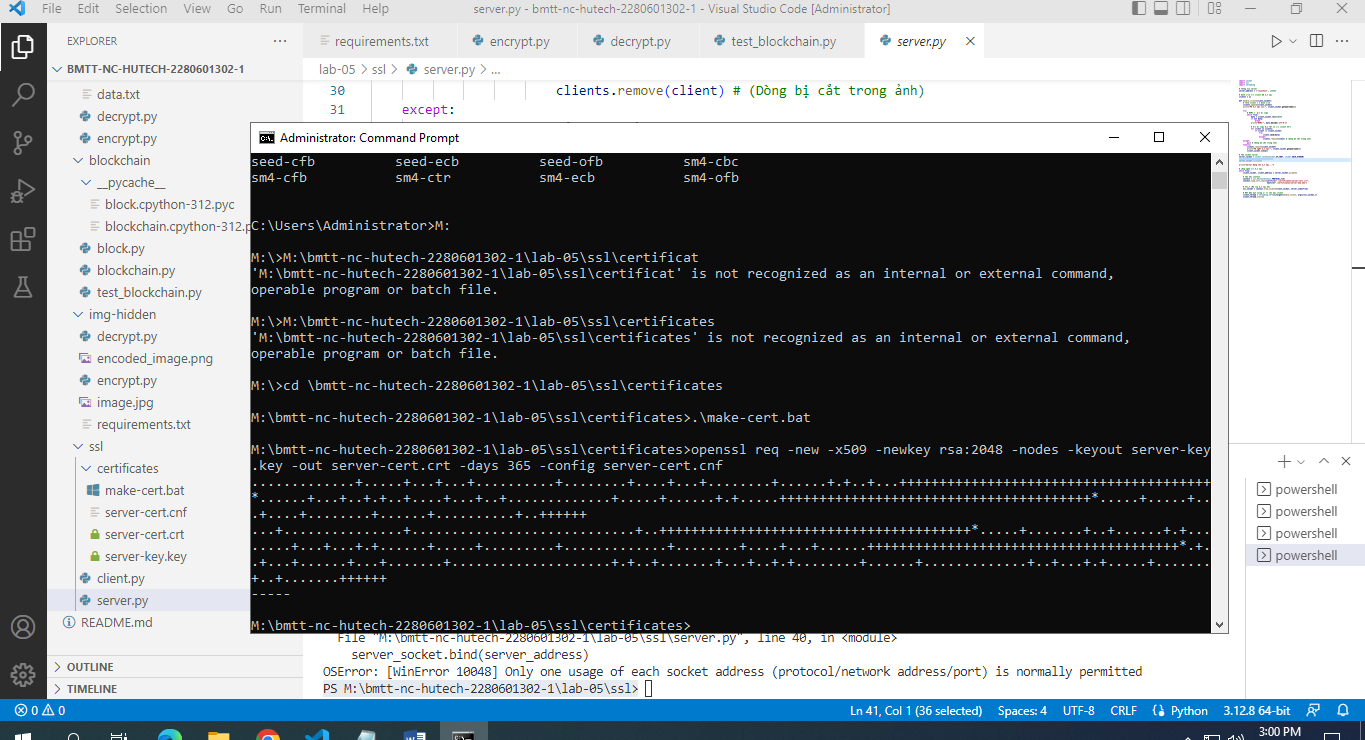 File Edit Selection View Go Run Terminal Help server.py - bmtt-nc-hutech-2280601302-1 - Visual Studio Code [Administrator]
EXPLORER
requirements.txt encrypt.py decrypt.py test_blockchain.py server.py
BMTT-NC-HUTECH-2280601302-1
lab-05 > ssl > server.py > ...
data.txt
decrypt.py
encrypt.py
blockchain
__pycache__
block.cpython-312.pyc
blockchain.cpython-312.p
block.py
blockchain.py
test_blockchain.py
img-hidden
decrypt.py
encoded_image.png
encrypt.py
image.jpg
requirements.txt
ssl
certificates
make-cert.bat
server-cert.cnf
server-cert.crt
server-key.key
client.py
server.py
README.md
OUTLINE
TIMELINE
30 clients.remove(client) # (Dòng bị cắt trong ảnh)
31 except:
Administrator: Command Prompt
seed-cfb seed-ecb seed-ofb sm4-cbc
sm4-cfb sm4-ctr sm4-ecb sm4-ofb
C:\Users\Administrator>M:
M:\>M:\bmtt-nc-hutech-2280601302-1\lab-05\ssl\certificat
'M:\bmtt-nc-hutech-2280601302-1\lab-05\ssl\certificat' is not recognized as an internal or external command,
operable program or batch file.
M:\>M:\bmtt-nc-hutech-2280601302-1\lab-05\ssl\certificates
'M:\bmtt-nc-hutech-2280601302-1\lab-05\ssl\certificates' is not recognized as an internal or external command,
operable program or batch file.
M:\>cd \bmtt-nc-hutech-2280601302-1\lab-05\ssl\certificates
M:\bmtt-nc-hutech-2280601302-1\lab-05\ssl\certificates>.\make-cert.bat
M:\bmtt-nc-hutech-2280601302-1\lab-05\ssl\certificates>openssl req -new -x509 -newkey rsa:2048 -nodes -keyout server-key
.key -out server-cert.crt -days 365 -config server-cert.cnf
-----
M:\bmtt-nc-hutech-2280601302-1\lab-05\ssl\certificates>
powershell
powershell
powershell
powershell
File "M:\bmtt-nc-hutech-2280601302-1\lab-05\ssl\server.py", line 40, in <module>
server_socket.bind(server_address)
OSError: [WinError 10048] Only one usage of each socket address (protocol/network address/port) is normally permitted
PS M:\bmtt-nc-hutech-2280601302-1\lab-05\ssl>
0 0 Ln 41, Col 1 (36 selected) Spaces: 4 UTF-8 CRLF Python 3.12.8 64-bit
3:00 PM